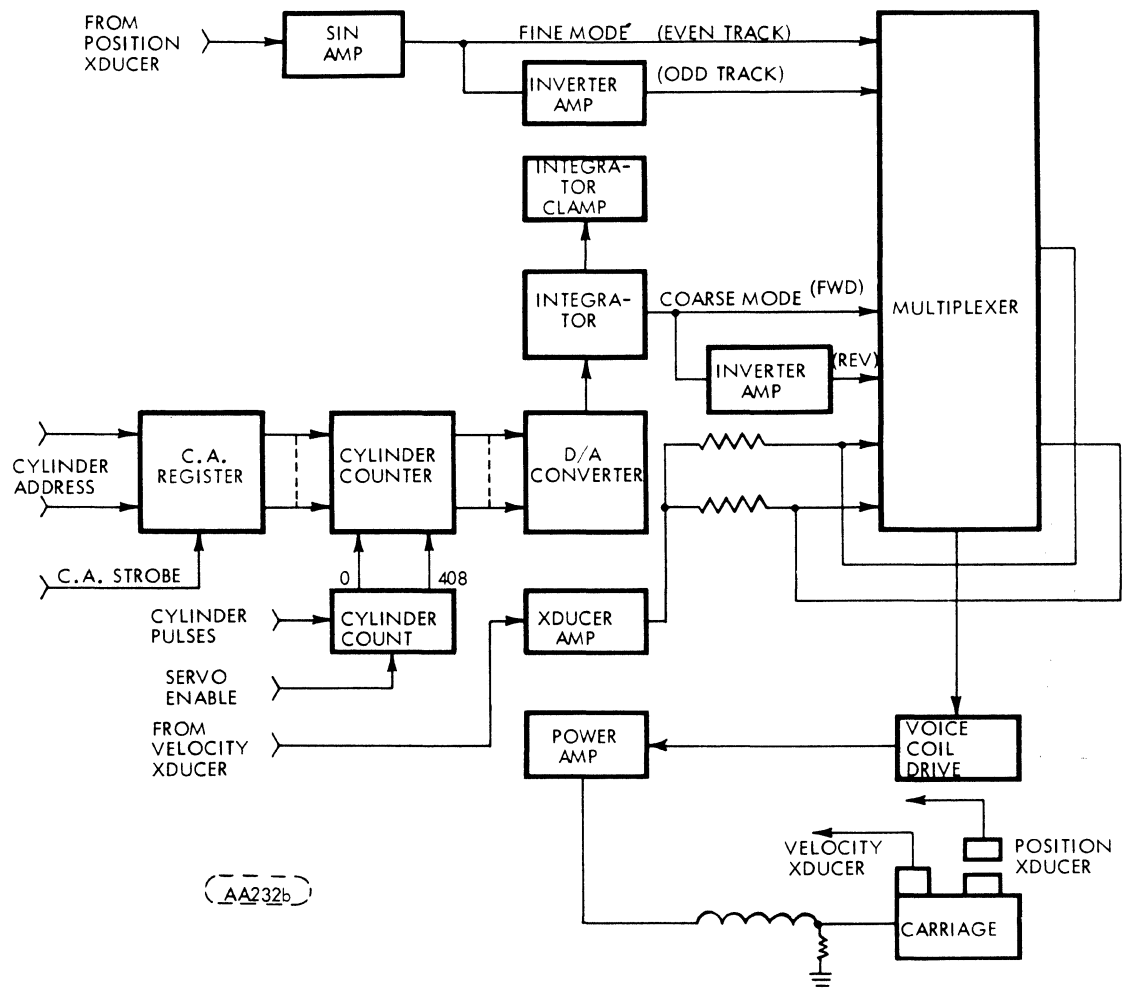 FROM
POSITION
XDUCER
SIN
AMP
FINE MODE (EVEN TRACK)
INVERTER
AMP
(ODD TRACK)
INTEGRA-
TOR
CLAMP
INTEGRA-
TOR
COARSE MODE (FWD)
MULTIPLEXER
INVERTER
AMP
(REV)
CYLINDER
ADDRESS
C.A.
REGISTER
CYLINDER
COUNTER
D/A
CONVERTER
C.A. STROBE
0
408
CYLINDER
PULSES
CYLINDER
COUNT
XDUCER
AMP
SERVO
ENABLE
FROM
VELOCITY
XDUCER
POWER
AMP
VOICE
COIL
DRIVE
VELOCITY
XDUCER
POSITION
XDUCER
CARRIAGE
AA232b